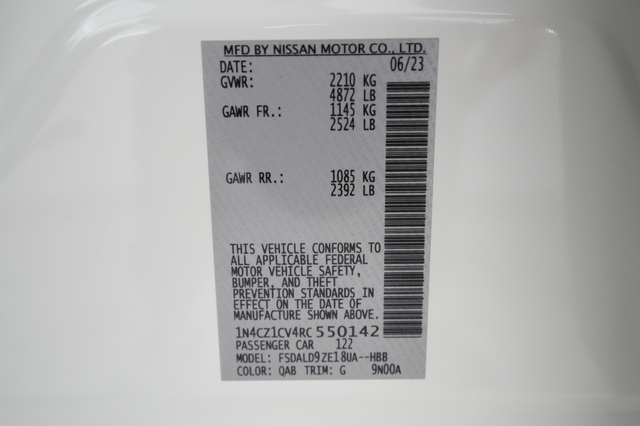 MFD BY NISSAN MOTOR CO., LTD.
DATE: 06/23
GVWR: 2210 KG
4872 LB
GAWR FR.: 1145 KG
2524 LB
GAWR RR.: 1085 KG
2392 LB
THIS VEHICLE CONFORMS TO
ALL APPLICABLE FEDERAL
MOTOR VEHICLE SAFETY,
BUMPER, AND THEFT
PREVENTION STANDARDS IN
EFFECT ON THE DATE OF
MANUFACTURE SHOWN ABOVE.
1N4CZ1CV4RC550142
PASSENGER CAR 122
MODEL: FSDALD9ZE18UA--HBB
COLOR: QAB TRIM: G 9N00A